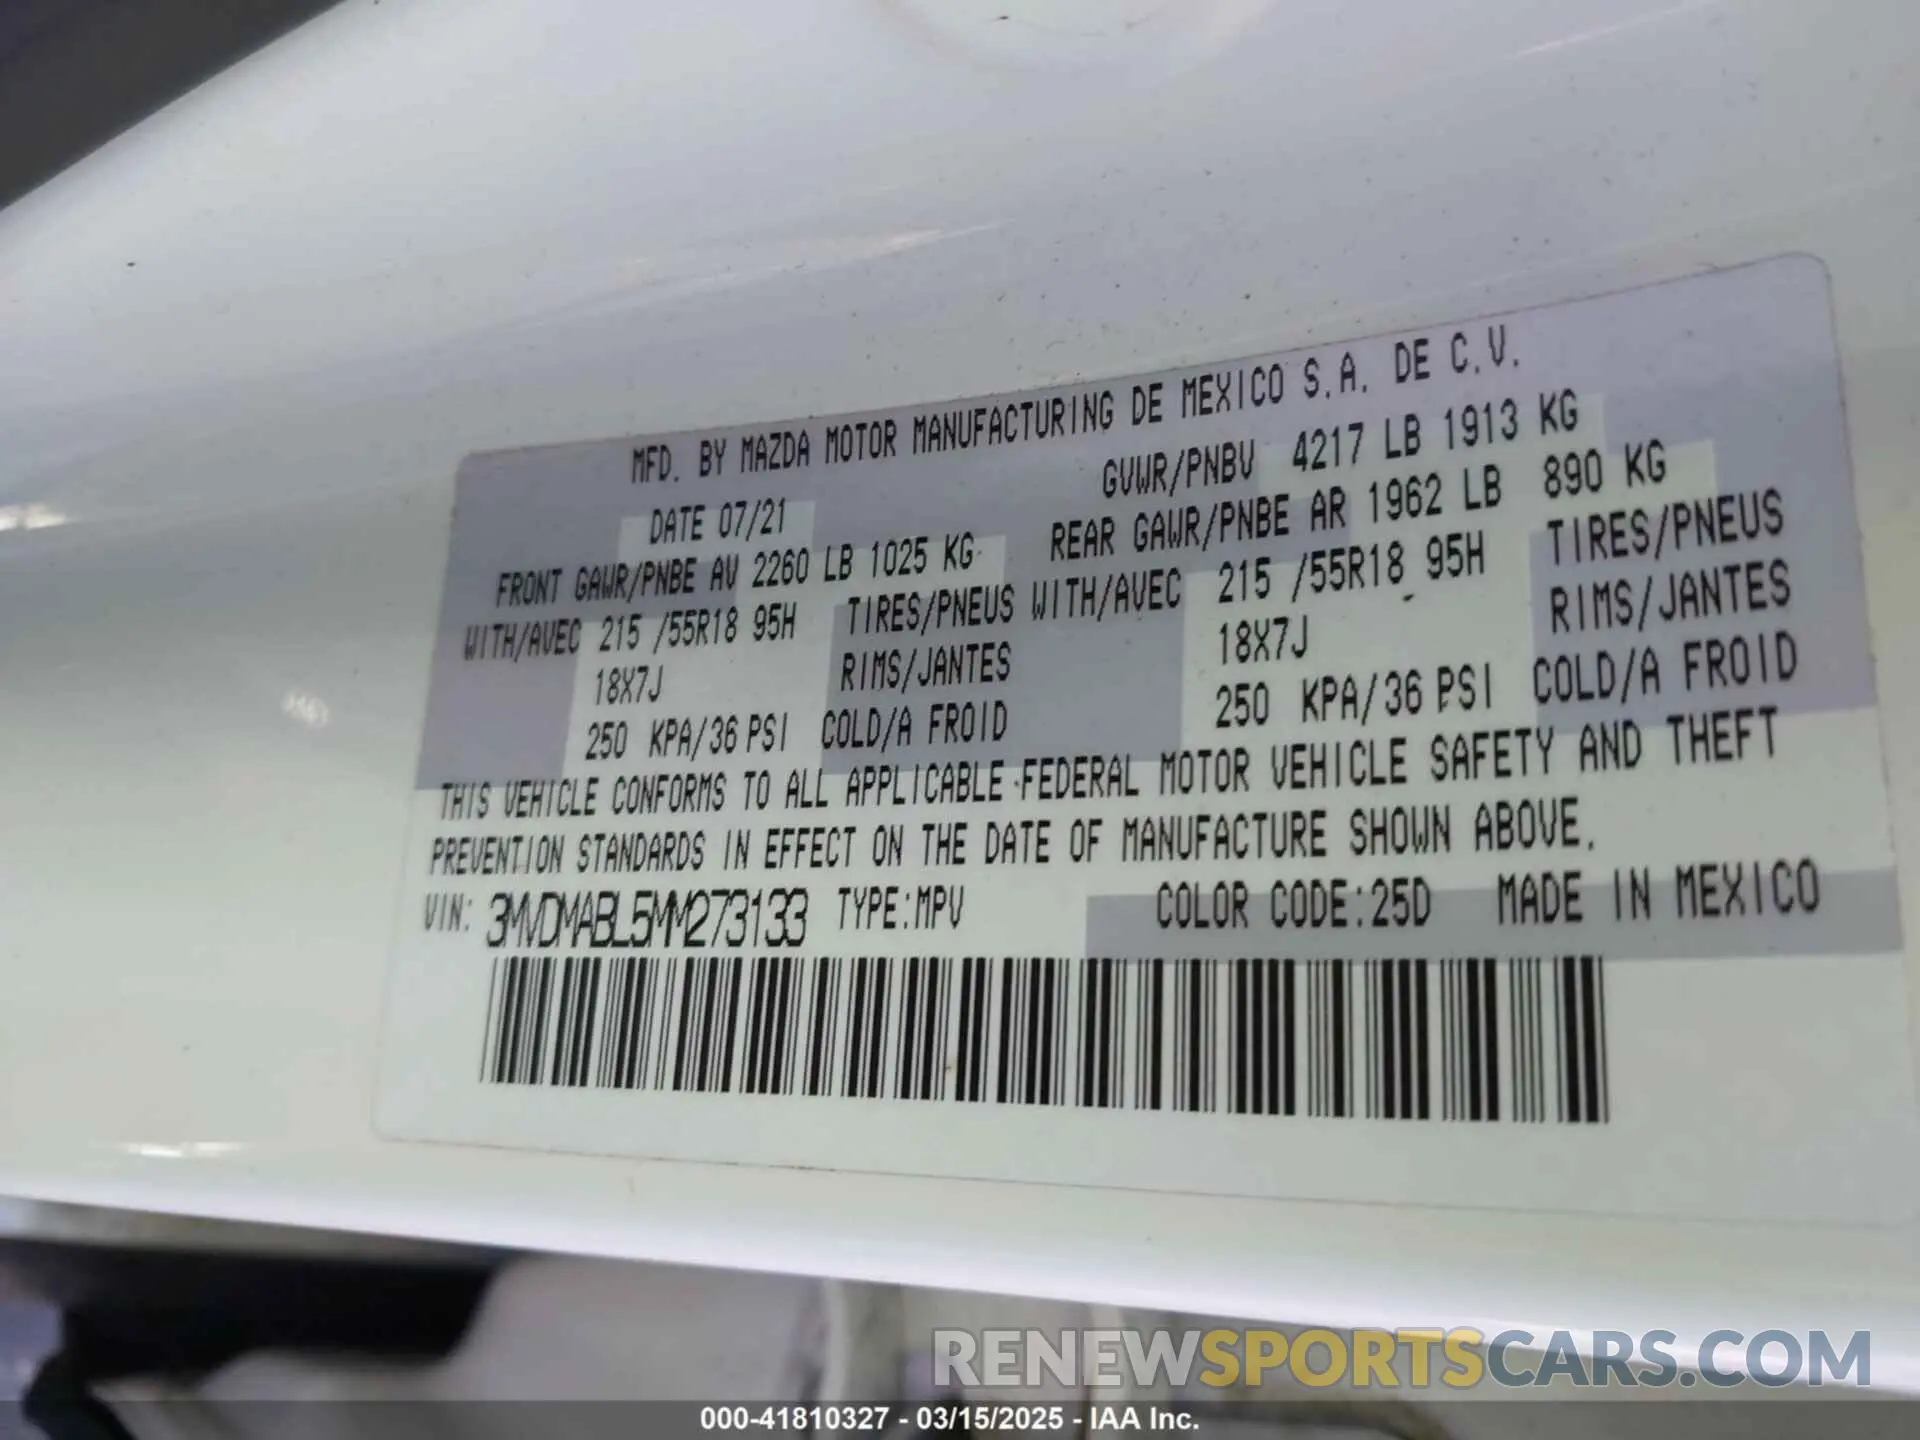 MFD. BY MAZDA MOTOR MANUFACTURING DE MEXICO S.A. DE C.V.
DATE 07/21 GVWR/PNBV 4217 LB 1913 KG
FRONT GAWR/PNBE AV 2260 LB 1025 KG REAR GAWR/PNBE AR 1962 LB 890 KG
WITH/AVEC 215 /55R18 95H TIRES/PNEUS WITH/AVEC 215 /55R18 95H TIRES/PNEUS
18X7J RIMS/JANTES 18X7J RIMS/JANTES
250 KPA/36 PSI COLD/A FROID 250 KPA/36 PSI COLD/A FROID
THIS VEHICLE CONFORMS TO ALL APPLICABLE FEDERAL MOTOR VEHICLE SAFETY AND THEFT
PREVENTION STANDARDS IN EFFECT ON THE DATE OF MANUFACTURE SHOWN ABOVE.
VIN: 3MVDMABL5MM273133 TYPE:MPV COLOR CODE:25D MADE IN MEXICO
RENEWSPORTSCARS.COM
000-41810327 - 03/15/2025 - IAA Inc.